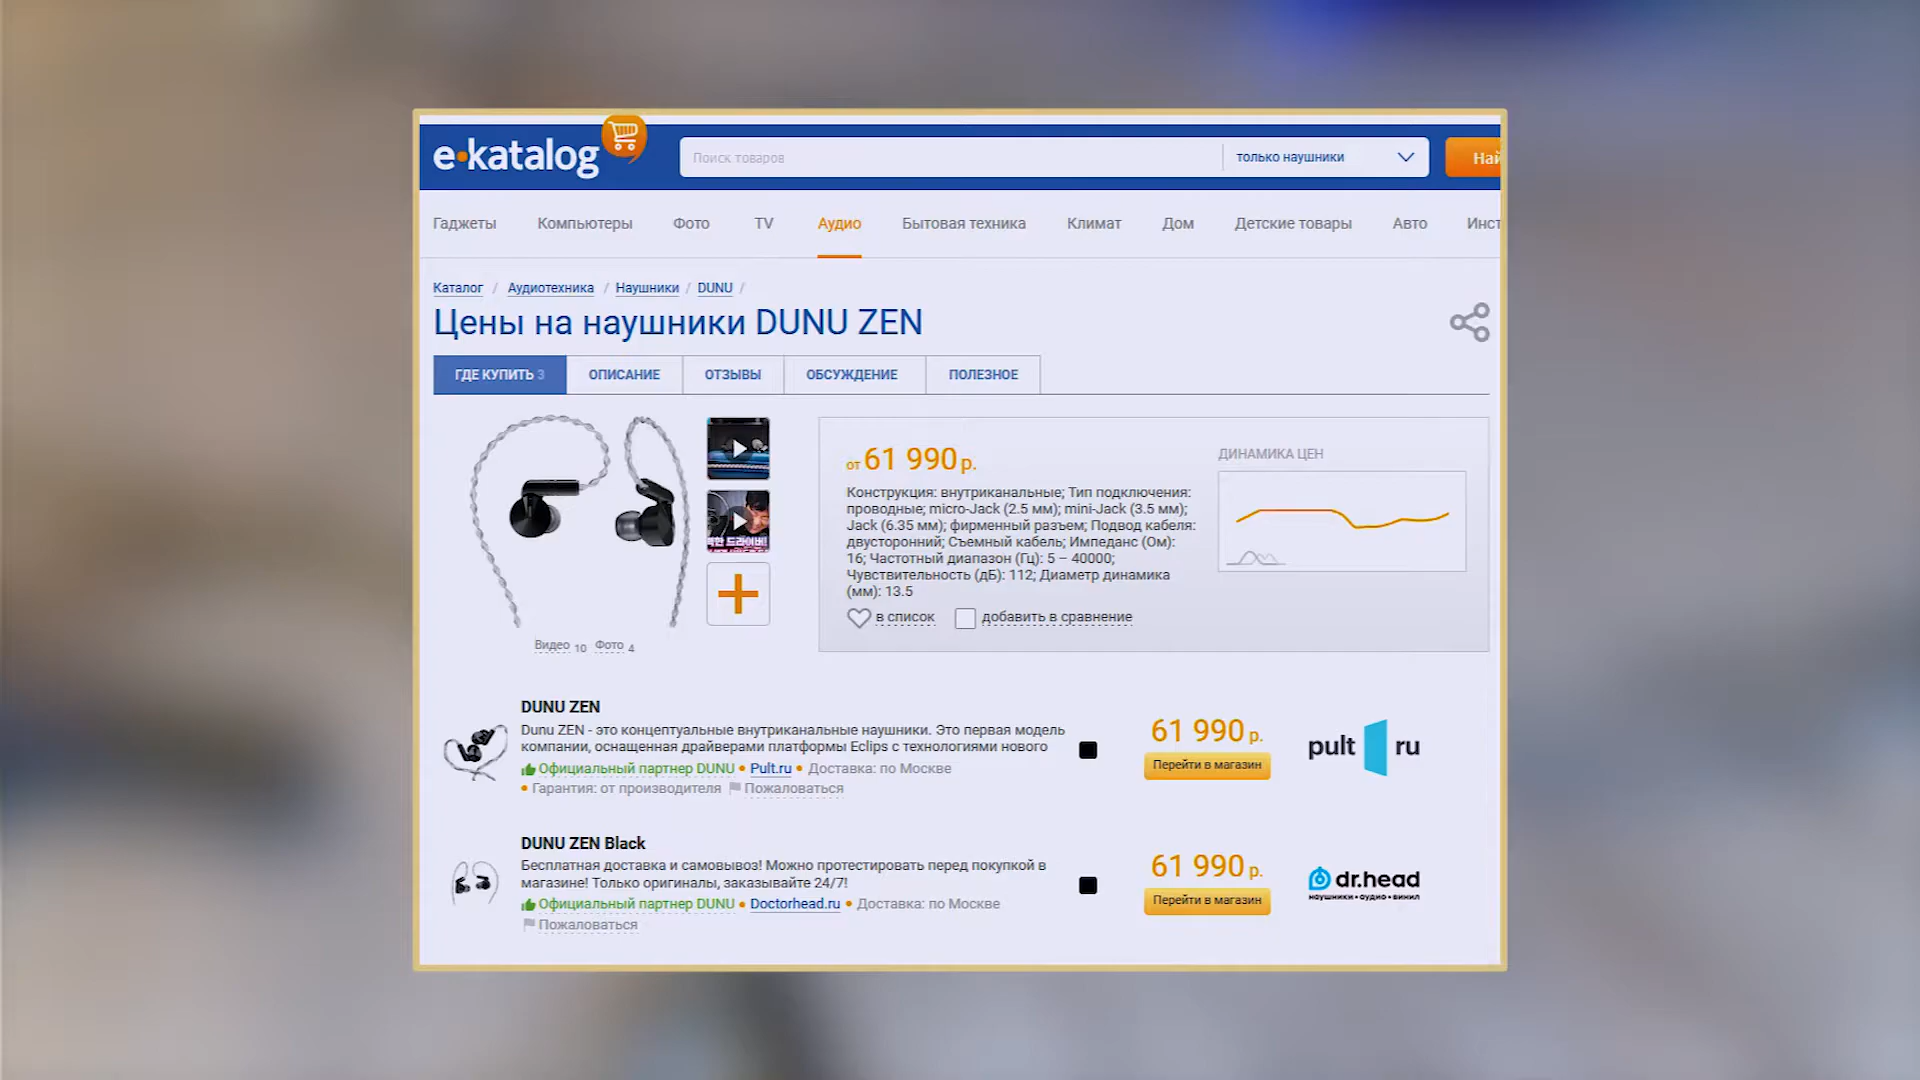 e·katalog
Поиск товаров
только наушники
Най
Гаджеты Компьютеры Фото TV Аудио Бытовая техника Климат Дом Детские товары Авто Инст
Каталог / Аудиотехника / Наушники / DUNU /
Цены на наушники DUNU ZEN
ГДЕ КУПИТЬ 3 ОПИСАНИЕ ОТЗЫВЫ ОБСУЖДЕНИЕ ПОЛЕЗНОЕ
от 61 990 р.
Конструкция: внутриканальные; Тип подключения:
проводные; micro-Jack (2.5 мм); mini-Jack (3.5 мм);
Jack (6.35 мм); фирменный разъем; Подвод кабеля:
двусторонний; Съемный кабель; Импеданс (Ом):
16; Частотный диапазон (Гц): 5 – 40000;
Чувствительность (дБ): 112; Диаметр динамика
(мм): 13.5
в список добавить в сравнение
ДИНАМИКА ЦЕН
드라이버!
Видео 10 Фото 4
DUNU ZEN
Dunu ZEN - это концептуальные внутриканальные наушники. Это первая модель
компании, оснащенная драйверами платформы Eclips с технологиями нового
Официальный партнер DUNU • Pult.ru • Доставка: по Москве
• Гарантия: от производителя Пожаловаться
61 990 р.
Перейти в магазин
pult ru
DUNU ZEN Black
Бесплатная доставка и самовывоз! Можно протестировать перед покупкой в
магазине! Только оригиналы, заказывайте 24/7!
Официальный партнер DUNU • Doctorhead.ru • Доставка: по Москве
Пожаловаться
61 990 р.
Перейти в магазин
dr.head
наушники • аудио • винил